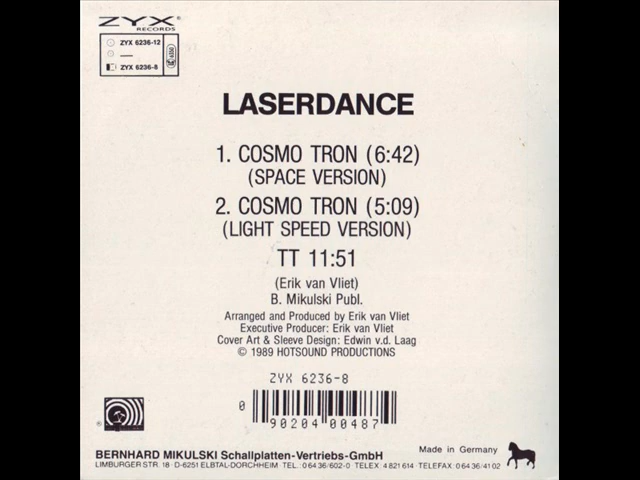 ZYX
RECORDS
ZYX 6236-12
—
ZYX 6236-8
LASERDANCE
1. COSMO TRON (6:42)
(SPACE VERSION)
2. COSMO TRON (5:09)
(LIGHT SPEED VERSION)
TT 11:51
(Erik van Vliet)
B. Mikulski Publ.
Arranged and Produced by Erik van Vliet
Executive Producer: Erik van Vliet
Cover Art & Sleeve Design: Edwin v.d. Laag
© 1989 HOTSOUND PRODUCTIONS
ZYX 6236-8
0 90204 00487
®
BERNHARD MIKULSKI Schallplatten-Vertriebs-GmbH
Made in Germany
LIMBURGER STR. 18 · D-6251 ELBTAL-DORCHHEIM TEL. 0 64 36/602-0 TELEX 4 821 614 TELEFAX 0 64 36/41 02